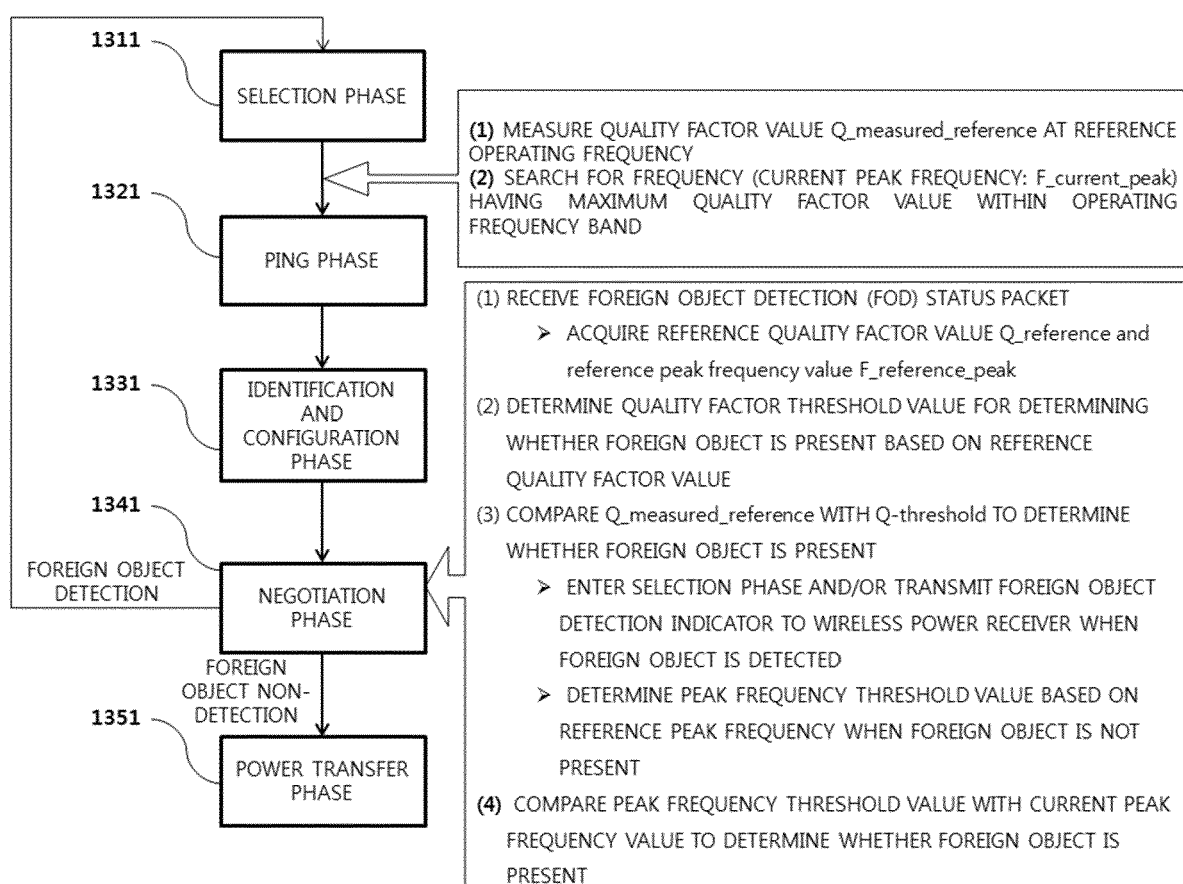 1311
SELECTION PHASE
(1) MEASURE QUALITY FACTOR VALUE Q_measured_reference AT REFERENCE
OPERATING FREQUENCY
(2) SEARCH FOR FREQUENCY (CURRENT PEAK FREQUENCY: F_current_peak)
HAVING MAXIMUM QUALITY FACTOR VALUE WITHIN OPERATING
FREQUENCY BAND
1321
PING PHASE
1331
IDENTIFICATION
AND
CONFIGURATION
PHASE
1341
FOREIGN OBJECT
DETECTION
NEGOTIATION
PHASE
FOREIGN
OBJECT NON-
DETECTION
1351
POWER TRANSFER
PHASE
(1) RECEIVE FOREIGN OBJECT DETECTION (FOD) STATUS PACKET
➤ ACQUIRE REFERENCE QUALITY FACTOR VALUE Q_reference and
reference peak frequency value F_reference_peak
(2) DETERMINE QUALITY FACTOR THRESHOLD VALUE FOR DETERMINING
WHETHER FOREIGN OBJECT IS PRESENT BASED ON REFERENCE
QUALITY FACTOR VALUE
(3) COMPARE Q_measured_reference WITH Q-threshold TO DETERMINE
WHETHER FOREIGN OBJECT IS PRESENT
➤ ENTER SELECTION PHASE AND/OR TRANSMIT FOREIGN OBJECT
DETECTION INDICATOR TO WIRELESS POWER RECEIVER WHEN
FOREIGN OBJECT IS DETECTED
➤ DETERMINE PEAK FREQUENCY THRESHOLD VALUE BASED ON
REFERENCE PEAK FREQUENCY WHEN FOREIGN OBJECT IS NOT
PRESENT
(4) COMPARE PEAK FREQUENCY THRESHOLD VALUE WITH CURRENT PEAK
FREQUENCY VALUE TO DETERMINE WHETHER FOREIGN OBJECT IS
PRESENT